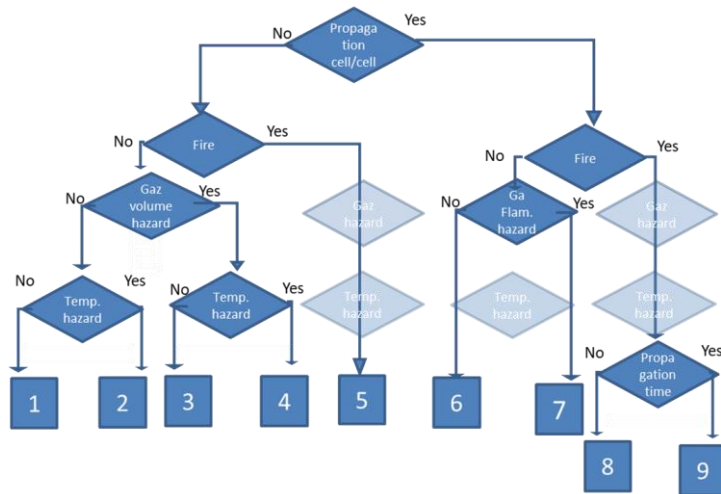 No
Propaga
tion
cell/cell
Yes
No
Fire
Yes
No
Fire
Yes
No
Gaz
volume
hazard
Yes
Gaz
hazard
No
Ga
Flam.
hazard
Yes
Gaz
hazard
No
Temp.
hazard
Yes
No
Temp.
hazard
Yes
Temp.
hazard
Temp.
hazard
Temp.
hazard
No
Propa
gation
time
Yes
1
2
3
4
5
6
7
8
9